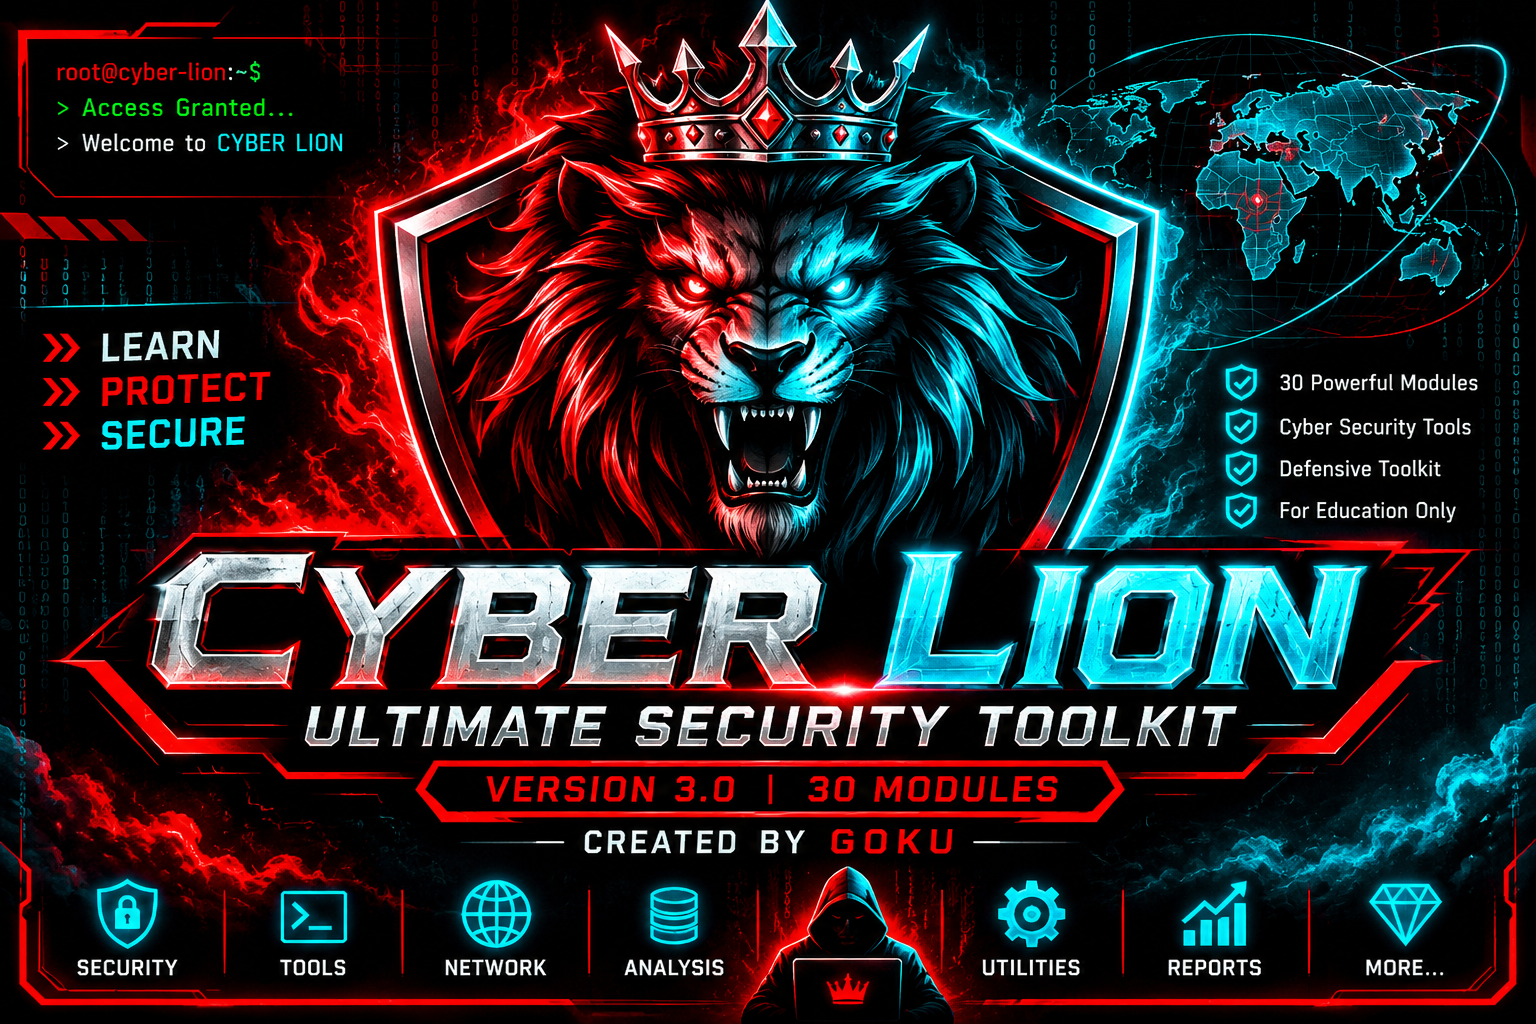 root@cyber-lion:~$
> Access Granted...
> Welcome to CYBER LION
LEARN
PROTECT
SECURE
30 Powerful Modules
Cyber Security Tools
Defensive Toolkit
For Education Only
CYBER LION
ULTIMATE SECURITY TOOLKIT
VERSION 3.0 | 30 MODULES
CREATED BY GOKU
SECURITY
TOOLS
NETWORK
ANALYSIS
UTILITIES
REPORTS
MORE...